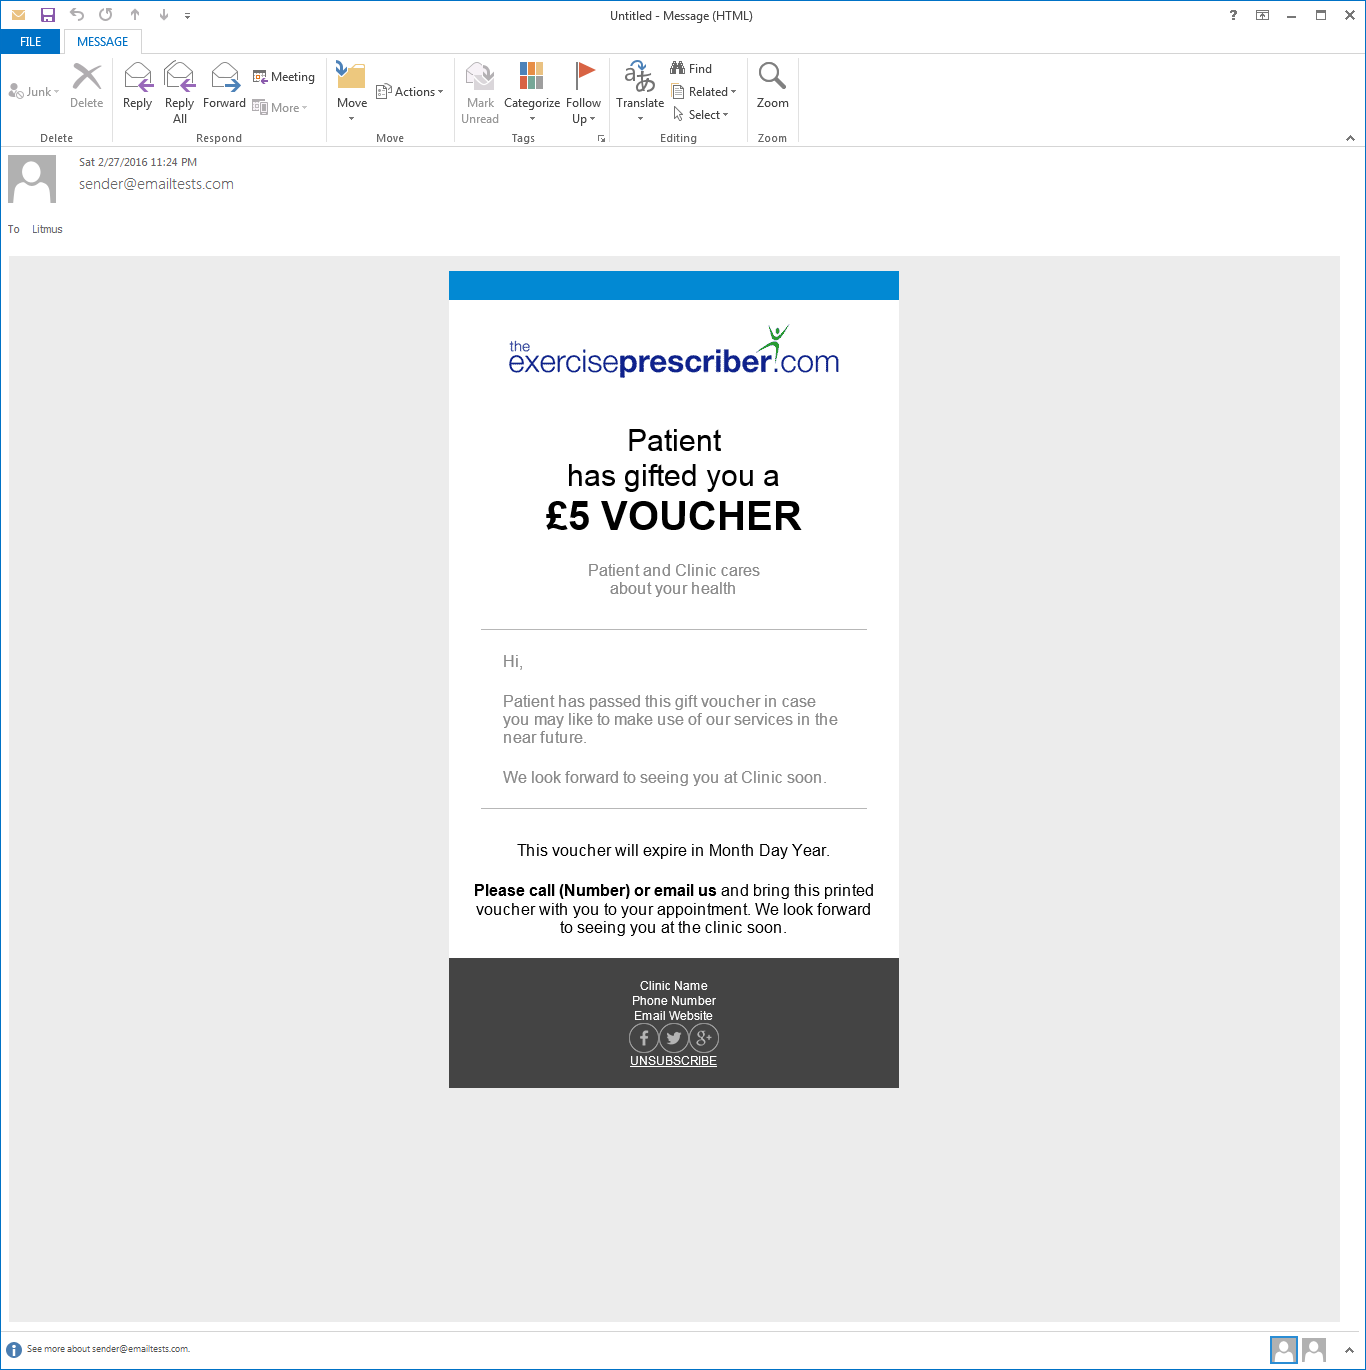 Untitled - Message (HTML)
?
FILE
MESSAGE
Junk
Delete
Reply
Reply All
Forward
Meeting
More
Move
Actions
Mark Unread
Categorize
Follow Up
Translate
Find
Related
Select
Zoom
Delete
Respond
Move
Tags
Editing
Zoom
Sat 2/27/2016 11:24 PM
sender@emailtests.com
To Litmus
the
exerciseprescriber.com
Patient
has gifted you a
£5 VOUCHER
Patient and Clinic cares
about your health
Hi,
Patient has passed this gift voucher in case
you may like to make use of our services in the
near future.
We look forward to seeing you at Clinic soon.
This voucher will expire in Month Day Year.
Please call (Number) or email us and bring this printed
voucher with you to your appointment. We look forward
to seeing you at the clinic soon.
Clinic Name
Phone Number
Email Website
UNSUBSCRIBE
See more about sender@emailtests.com.